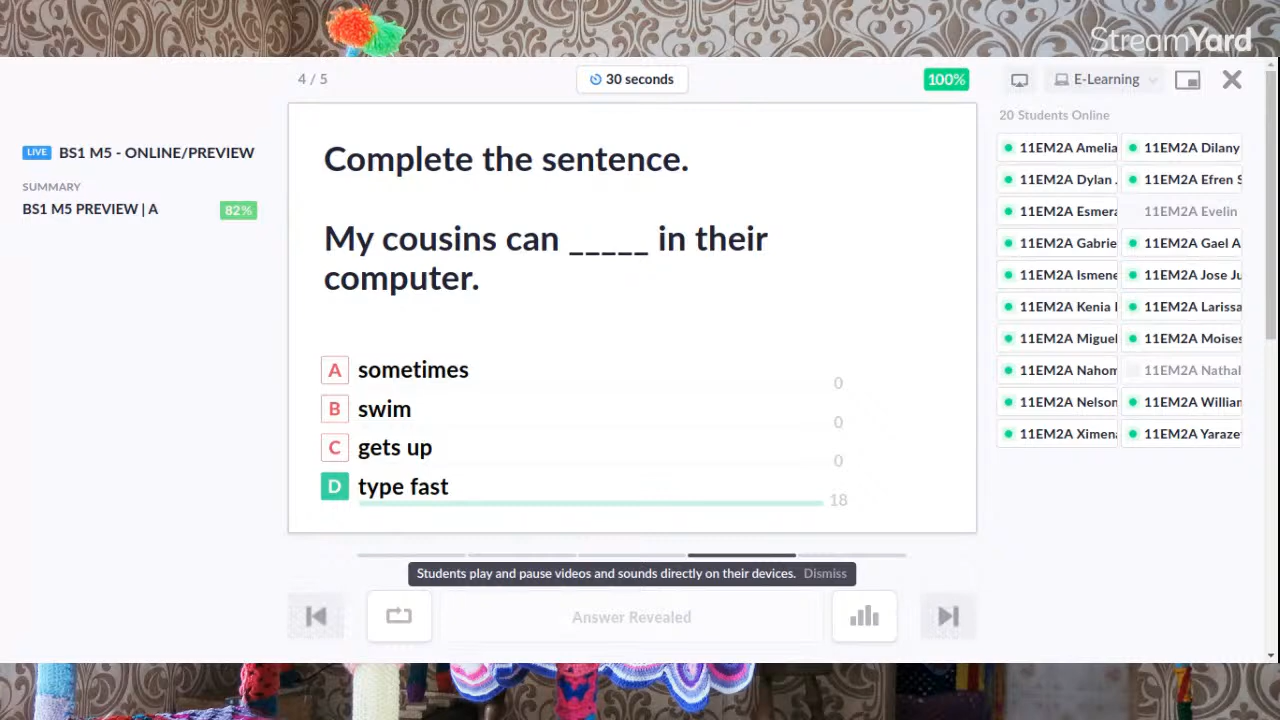 StreamYard
4 / 5
30 seconds
100%
E-Learning
LIVE BS1 M5 - ONLINE/PREVIEW
SUMMARY
BS1 M5 PREVIEW | A 82%
Complete the sentence.
My cousins can _____ in their
computer.
A sometimes 0
B swim 0
C gets up 0
D type fast 18
Students play and pause videos and sounds directly on their devices. Dismiss
Answer Revealed
20 Students Online
11EM2A Amelia 11EM2A Dilany
11EM2A Dylan 11EM2A Efren S
11EM2A Esmera 11EM2A Evelin
11EM2A Gabrie 11EM2A Gael A
11EM2A Ismene 11EM2A Jose Ju
11EM2A Kenia 11EM2A Larissa
11EM2A Miguel 11EM2A Moises
11EM2A Nahom 11EM2A Nathal
11EM2A Nelson 11EM2A William
11EM2A Ximena 11EM2A Yaraze